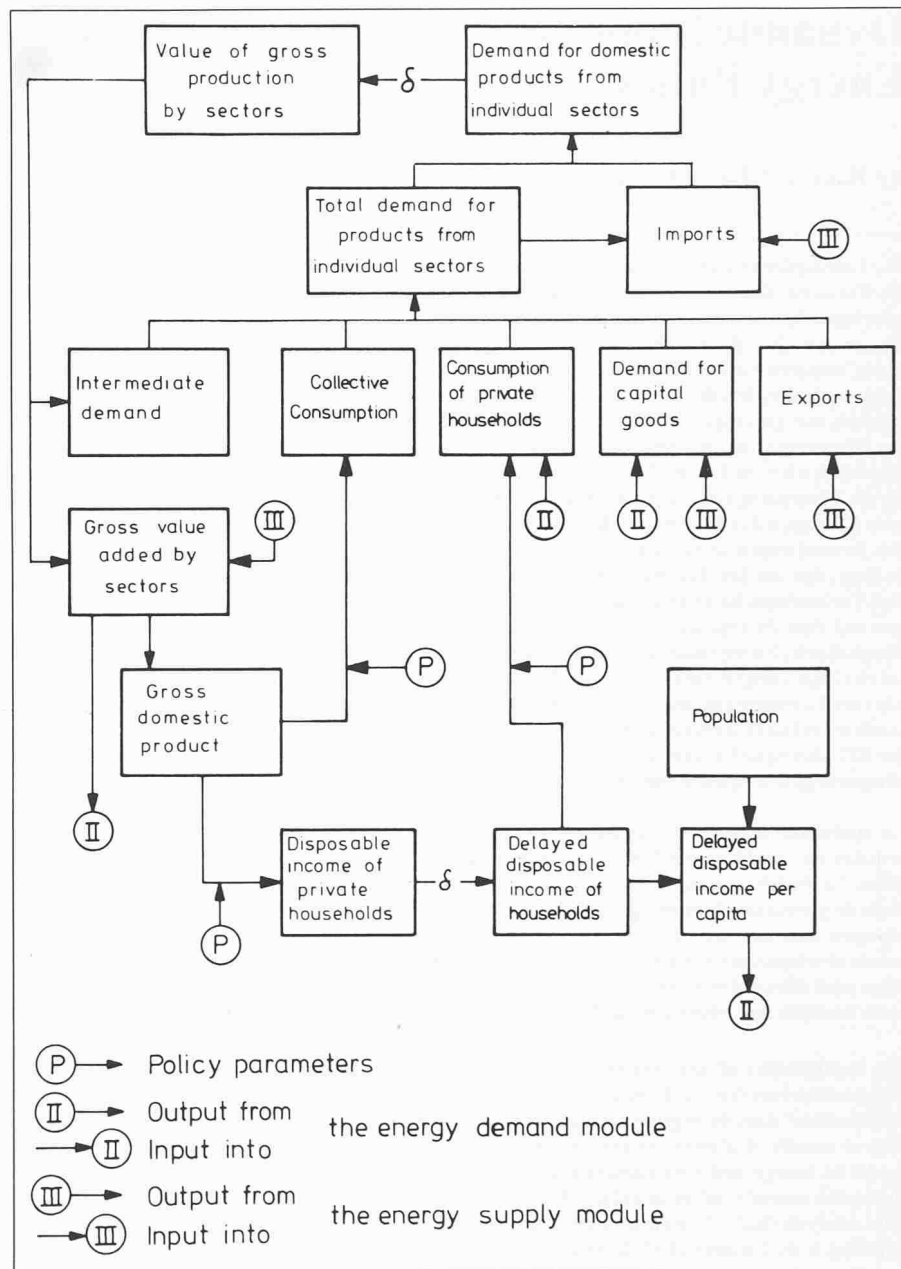 Value of gross
production
by sectors
δ
Demand for domestic
products from
individual sectors
Total demand for
products from
individual sectors
Imports
III
Intermediate
demand
Collective
Consumption
Consumption
of private
households
Demand for
capital
goods
Exports
II
II
III
III
Gross value
added by
sectors
III
Gross
domestic
product
P
P
Population
II
Disposable
income of
private
households
δ
Delayed
disposable
income of
households
Delayed
disposable
income per
capita
P
II
P Policy parameters
II Output from
the energy demand module
II Input into
III Output from
the energy supply module
III Input into